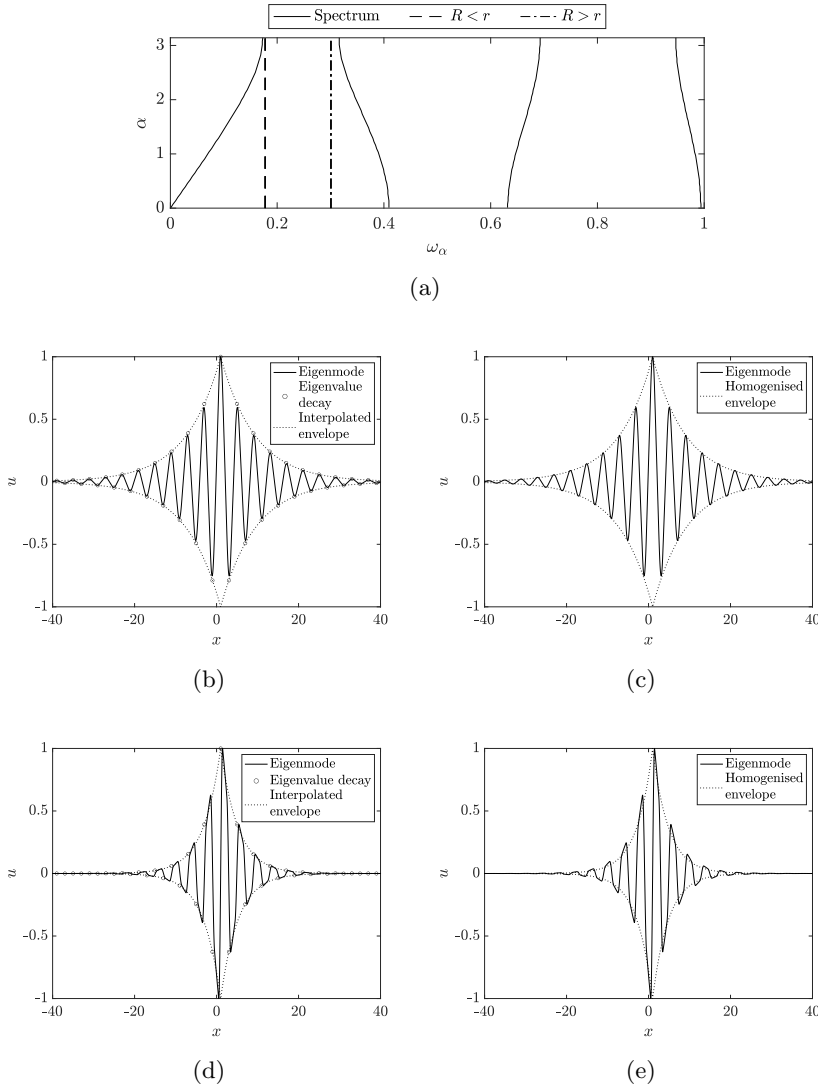 Spectrum R < r R > r
3
2
1
0
α
0 0.2 0.4 0.6 0.8 1
ω_α
(a)
1
0.5
0
-0.5
-1
u
Eigenmode
Eigenvalue
decay
Interpolated
envelope
-40 -20 0 20 40
x
(b)
1
0.5
0
-0.5
-1
u
Eigenmode
Homogenised
envelope
-40 -20 0 20 40
x
(c)
1
0.5
0
-0.5
-1
u
Eigenmode
Eigenvalue decay
Interpolated
envelope
-40 -20 0 20 40
x
(d)
1
0.5
0
-0.5
-1
u
Eigenmode
Homogenised
envelope
-40 -20 0 20 40
x
(e)